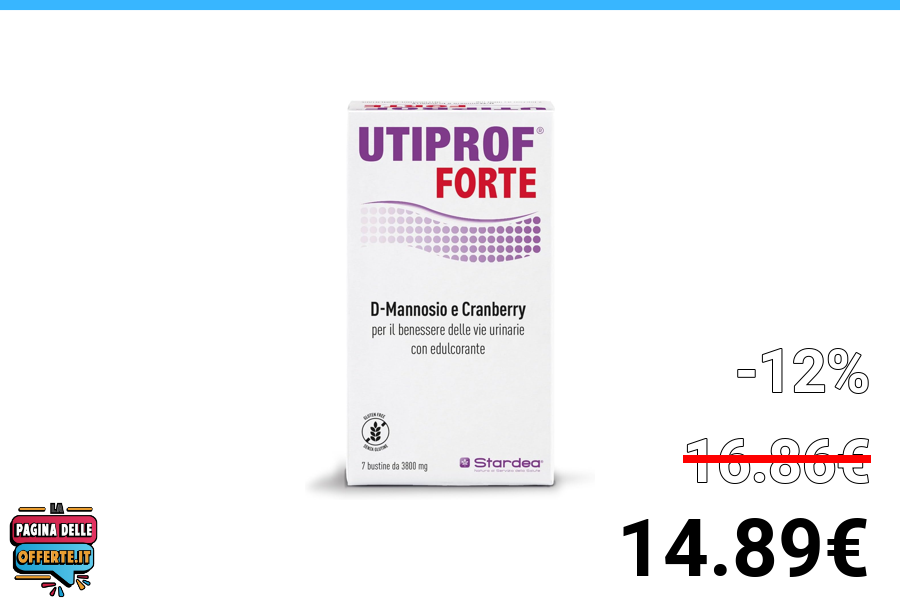 UTIPROF®
FORTE
D-Mannosio e Cranberry
per il benessere delle vie urinarie
con edulcorante
GLUTEN FREE
SENZA GLUTINE
7 bustine da 3800 mg
Stardea®
-12%
16.86€
14.89€
LA
PAGINA DELLE
OFFERTE.IT